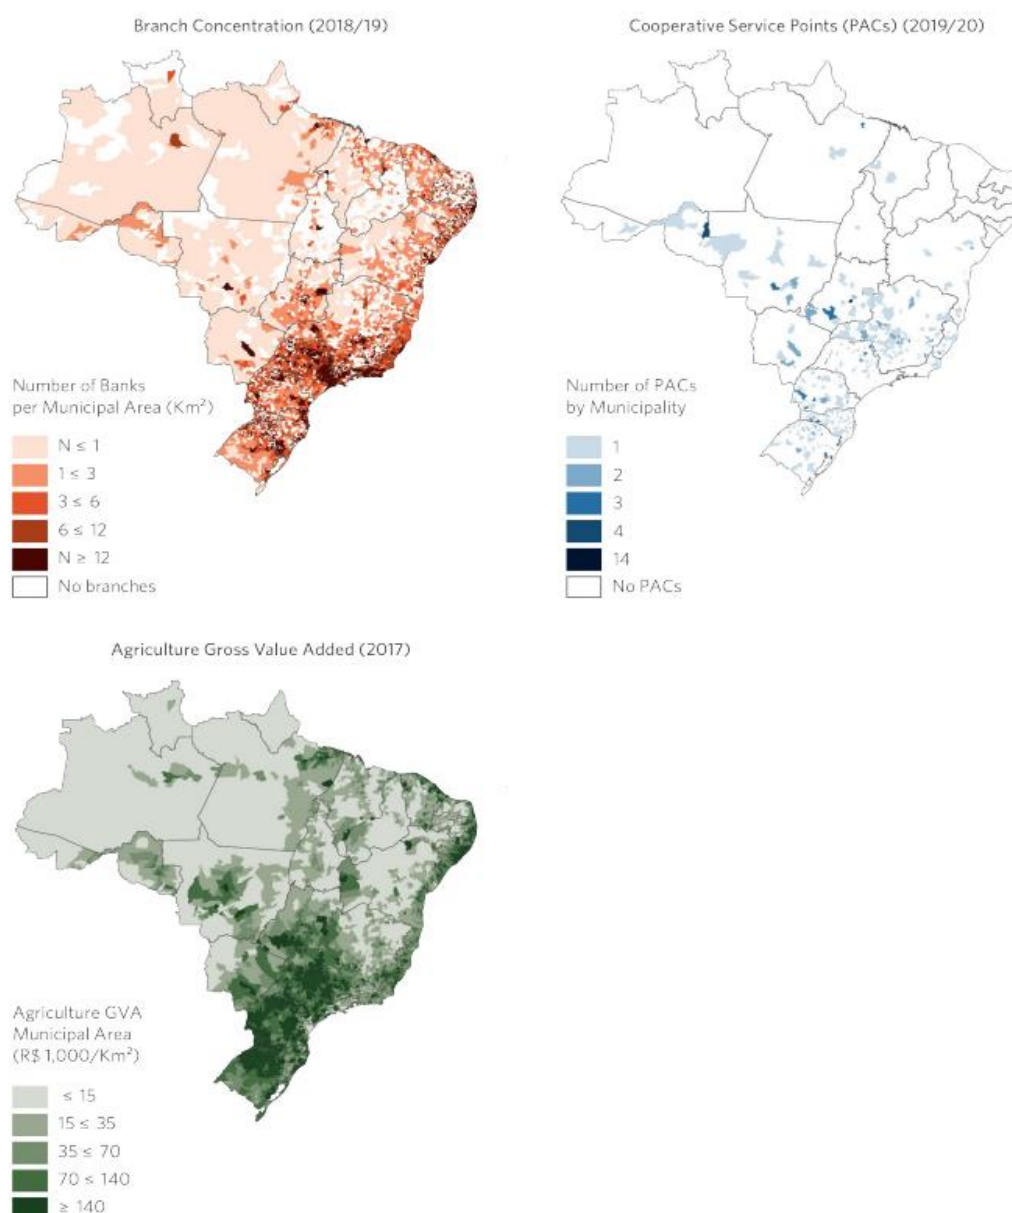 Branch Concentration (2018/19)
Number of Banks
per Municipal Area (Km²)
N ≤ 1
1 ≤ 3
3 ≤ 6
6 ≤ 12
N ≥ 12
No branches
Cooperative Service Points (PACs) (2019/20)
Number of PACs
by Municipality
1
2
3
4
14
No PACs
Agriculture Gross Value Added (2017)
Agriculture GVA
Municipal Area
(R$ 1,000/Km²)
≤ 15
15 ≤ 35
35 ≤ 70
70 ≤ 140
≥ 140